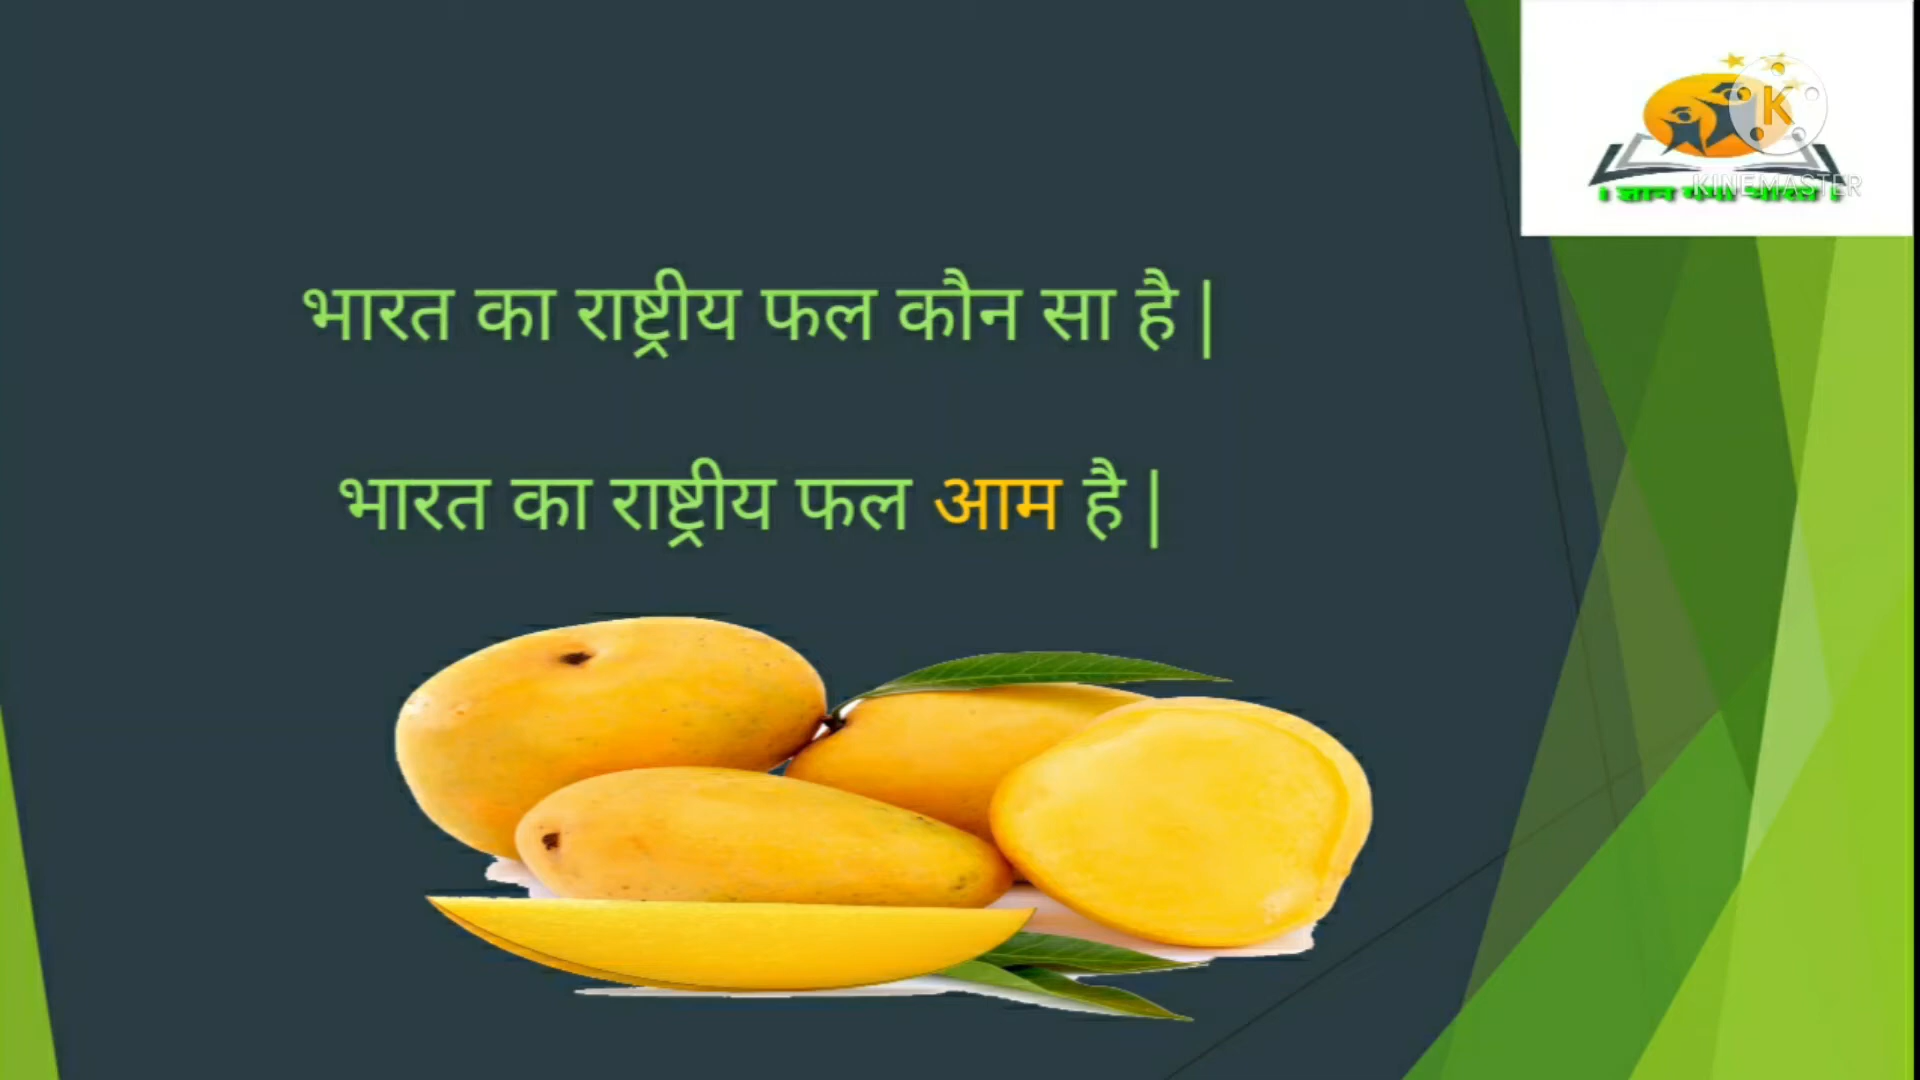 K
KINEMASTER
भारत का राष्ट्रीय फल कौन सा है |
भारत का राष्ट्रीय फल आम है |